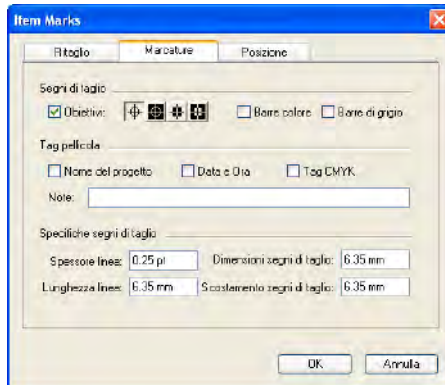 Item Marks
Ritaglio Marcature Posizione
Segni di taglio
Obiettivi: Barre colore Barre di grigio
Tag pellicola
Nome del progetto Data e Ora Tag CMYK
Note:
Specifiche segni di taglio
Spessore linea: 0.25 pt Dimensioni segni di taglio: 6.35 mm
Lunghezza linea: 6.35 mm Scostamento segni di taglio: 6.35 mm
OK Annulla